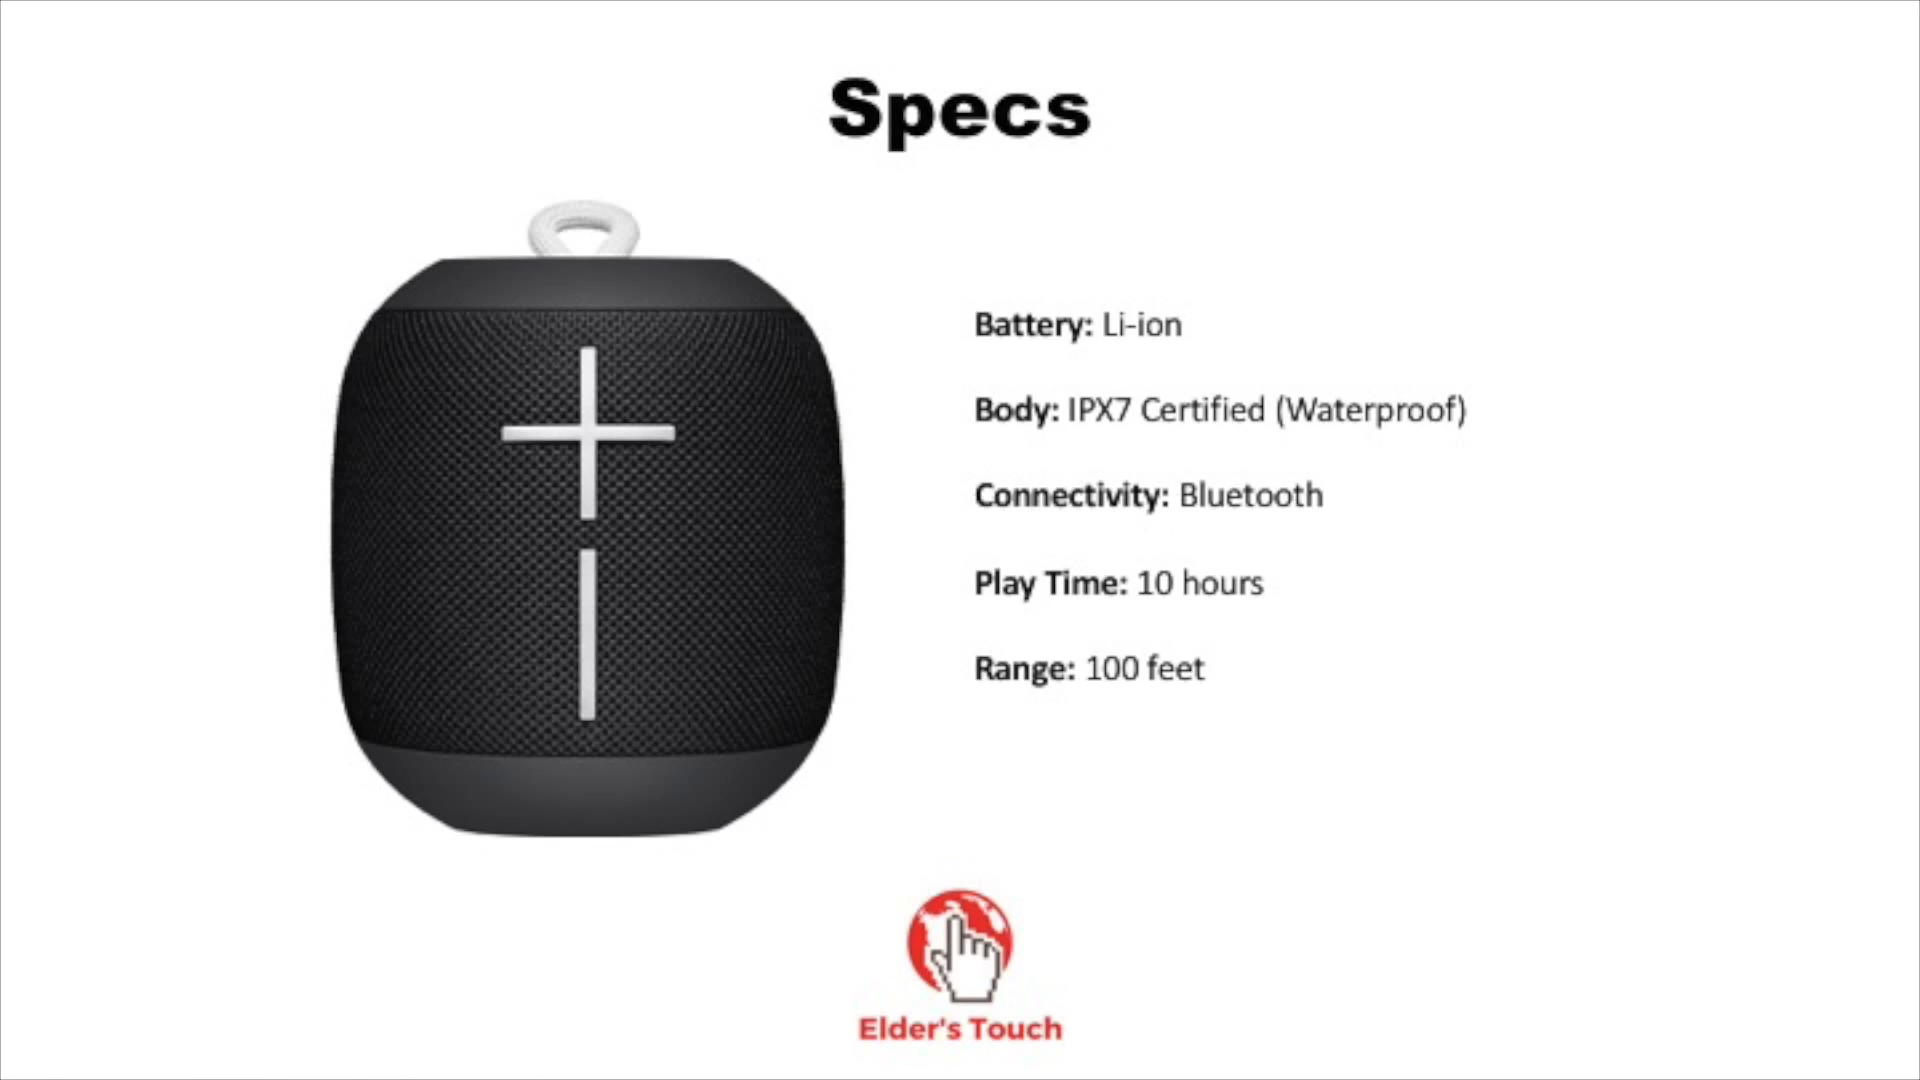 Specs
Battery: Li-ion
Body: IPX7 Certified (Waterproof)
Connectivity: Bluetooth
Play Time: 10 hours
Range: 100 feet
Elder's Touch